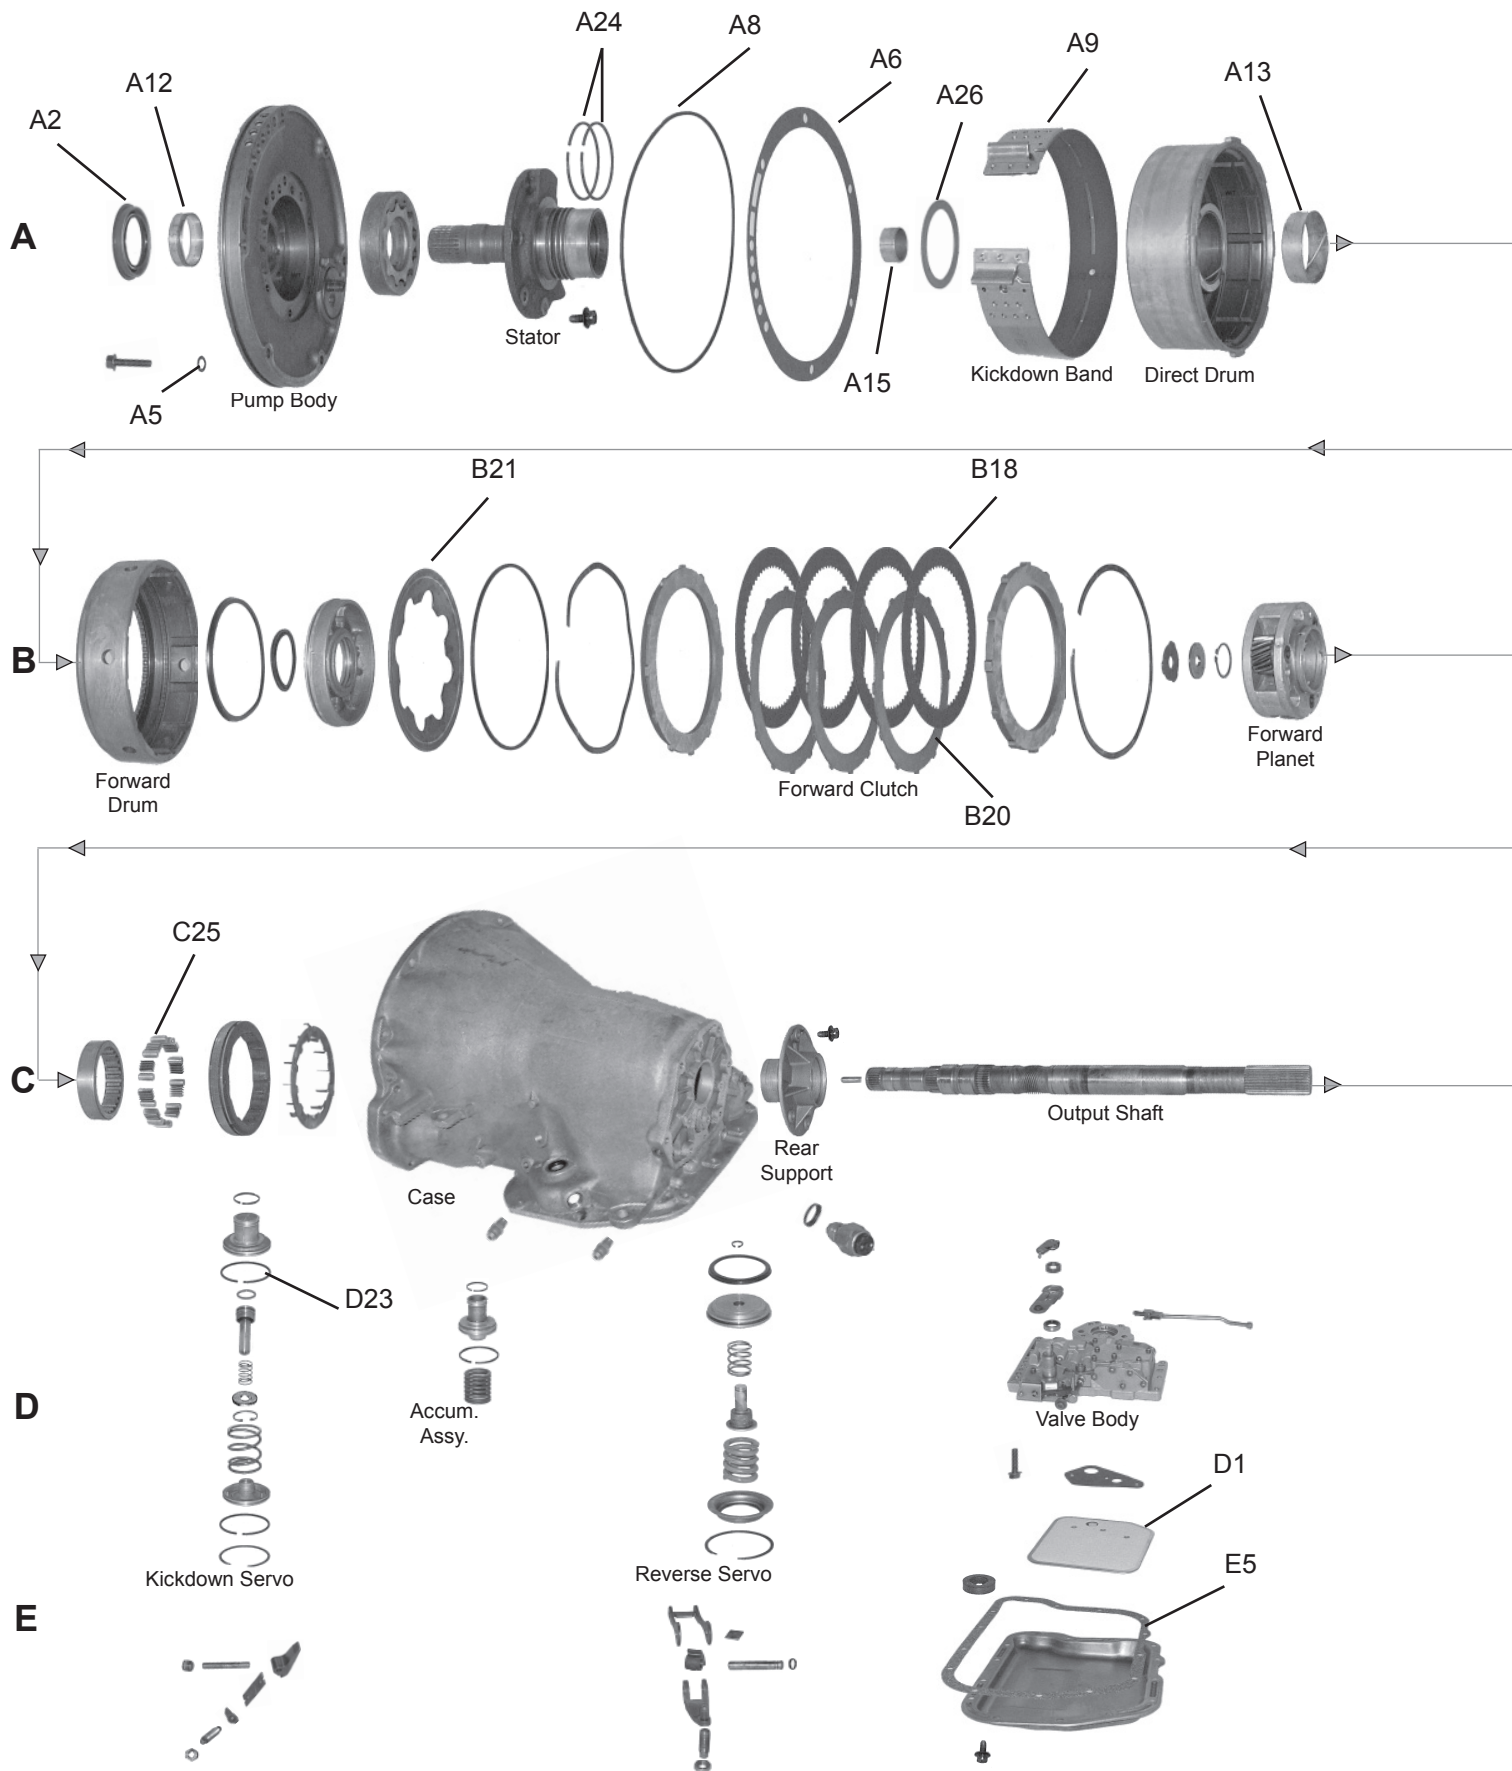 A24
A8
A9
A6
A13
A12
A26
A2
A
Stator
A15
Kickdown Band
Direct Drum
A5
Pump Body
B21
B18
B
Forward
Planet
Forward
Drum
Forward Clutch
B20
C25
C
Output Shaft
Rear
Support
Case
D23
D
Accum.
Assy.
Valve Body
D1
Kickdown Servo
Reverse Servo
E5
E